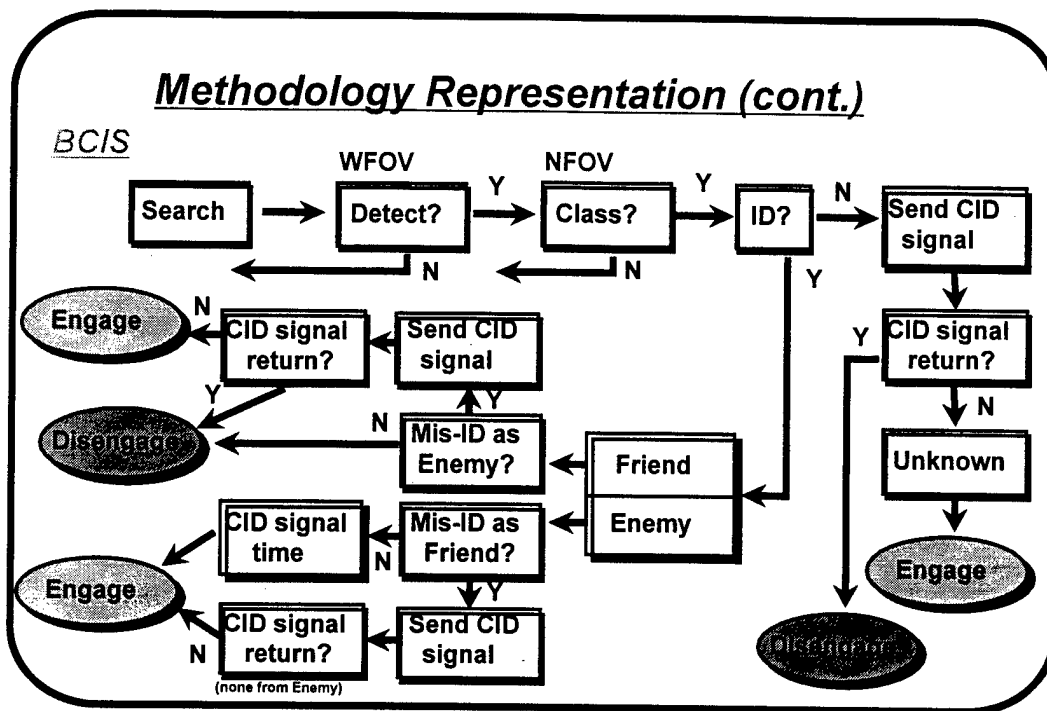 Methodology Representation (cont.)
BCIS
WFOV
NFOV
Search
Detect?
Y
Class?
Y
ID?
N
Send CID
signal
N
N
Y
Engage
N
CID signal
return?
Send CID
signal
Y
CID signal
return?
Y
Y
N
Disengage
N
Mis-ID as
Enemy?
Friend
Enemy
Unknown
CID signal
time
N
Mis-ID as
Friend?
Engage
Y
Engage
N
CID signal
return?
(none from Enemy)
Send CID
signal
Disengage